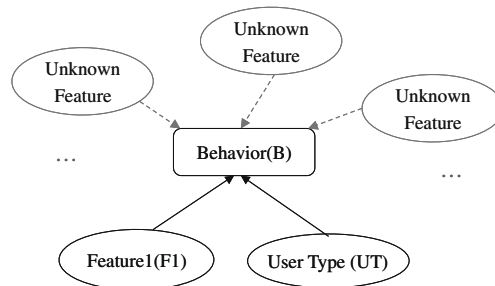 Unknown
Feature
Unknown
Feature
Unknown
Feature
Behavior(B)
...
...
Feature1(F1)
User Type (UT)